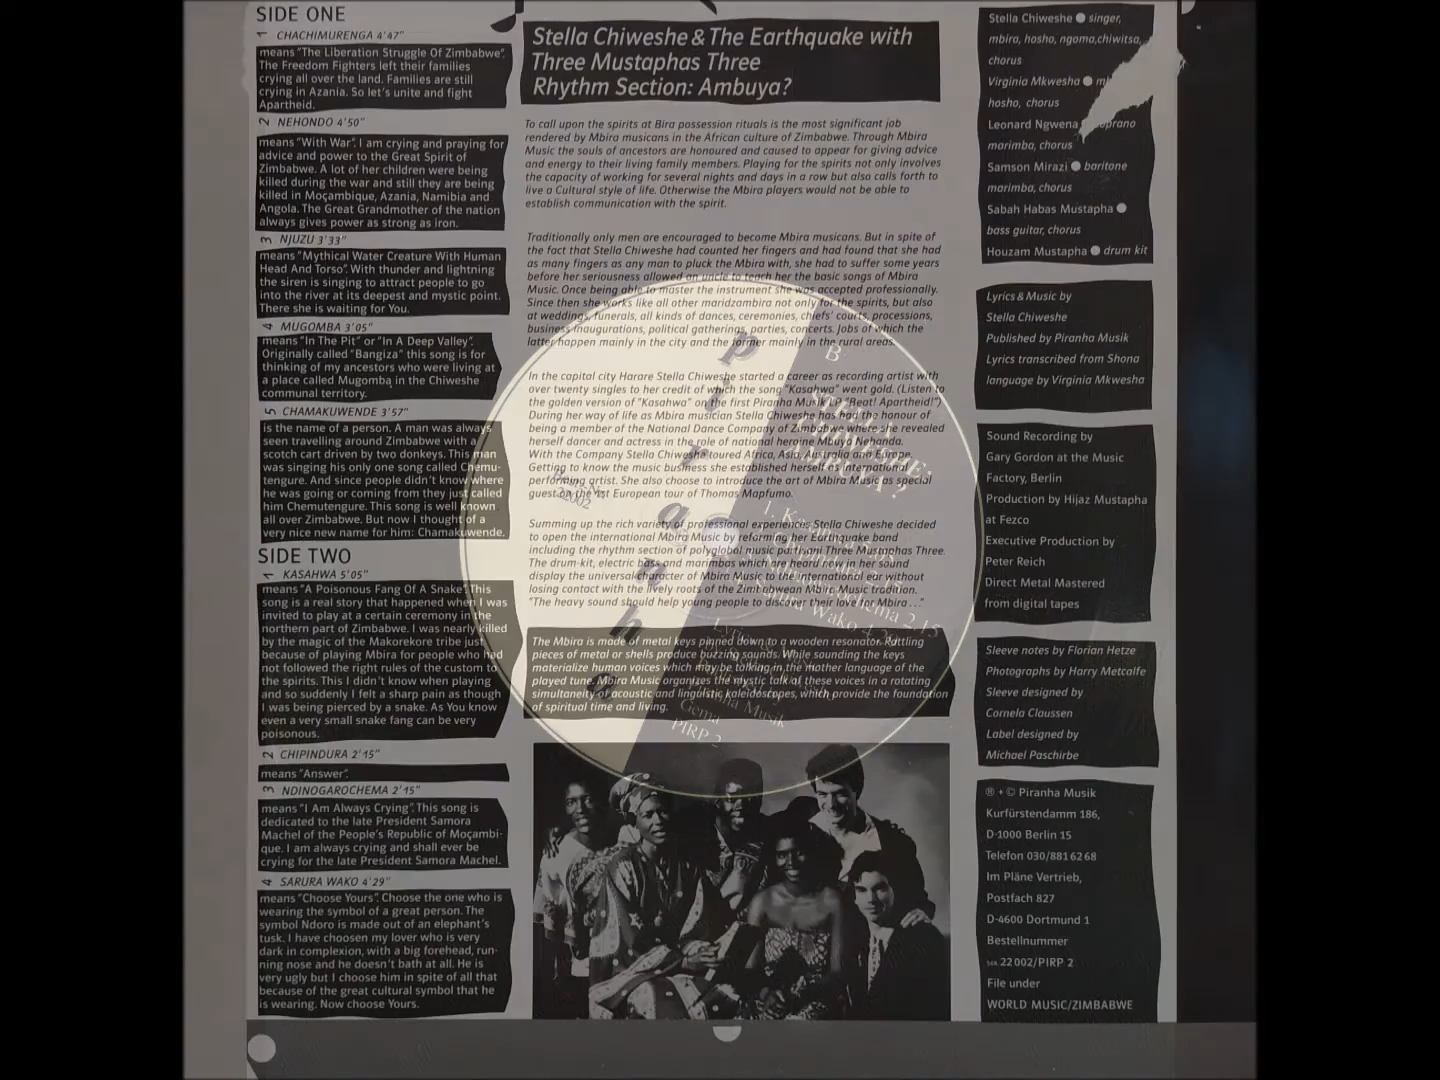 SIDE ONE
1 CHACHIMURENGA 4'47"
means "The Liberation Struggle Of Zimbabwe".
The Freedom Fighters left their families
crying all over the land. Families are still
crying in Azania. So let's unite and fight
Apartheid.
2 NEHONDO 4'50"
means "With War". I am crying and praying for
advice and power to the Great Spirit of
Zimbabwe. A lot of her children were being
killed during the war and still they are being
killed in Moçambique, Azania, Namibia and
Angola. The Great Grandmother of the nation
always gives power as strong as iron.
3 NJUZU 3'33"
means "Mythical Water Creature With Human
Head And Torso". With thunder and lightning
the siren is singing to attract people to go
into the river at its deepest and mystic point.
There she is waiting for You.
4 MUGOMBA 3'05"
means "In The Pit" or "In A Deep Valley".
Originally called "Bangiza" this song is for
thinking of my ancestors who were living at
a place called Mugomba in the Chiweshe
communal territory.
5 CHAMAKUWENDE 3'57"
is the name of a person. A man was always
seen travelling around Zimbabwe with a
scotch cart driven by two donkeys. This man
was singing his only one song called Chemu-
tengure. And since people didn't know where
he was going or coming from they just called
him Chemutengure. This song is well known
all over Zimbabwe. But now I thought of a
very nice new name for him: Chamakuwende.
SIDE TWO
1 KASAHWA 5'05"
means "A Poisonous Fang Of A Snake". This
song is a real story that happened when I was
invited to play at a certain ceremony in the
northern part of Zimbabwe. I was nearly killed
by the magic of the Makorekore tribe just
because of playing Mbira for people who had
not followed the right rules of the custom to
the spirits. This I didn't know when playing
and so suddenly I felt a sharp pain as though
I was being pierced by a snake. As You know
even a very small snake fang can be very
poisonous.
2 CHIPINDURA 2'15"
means "Answer".
3 NDINOGAROCHEMA 2'15"
means "I Am Always Crying". This song is
dedicated to the late President Samora
Machel of the People's Republic of Moçambi-
que. I am always crying and shall ever be
crying for the late President Samora Machel.
4 SARURA WAKO 4'29"
means "Choose Yours". Choose the one who is
wearing the symbol of a great person. The
symbol Ndoro is made out of an elephant's
tusk. I have choosen my lover who is very
dark in complexion, with a big forehead, run-
ning nose and he doesn't bath at all. He is
very ugly but I choose him in spite of all that
because of the great cultural symbol that he
is wearing. Now choose Yours.
Stella Chiweshe & The Earthquake with
Three Mustaphas Three
Rhythm Section: Ambuya?
To call upon the spirits at Bira possession rituals is the most significant job
rendered by Mbira musicans in the African culture of Zimbabwe. Through Mbira
Music the souls of ancestors are honoured and caused to appear for giving advice
and energy to their living family members. Playing for the spirits not only involves
the capacity of working for several nights and days in a row but also calls forth to
live a Cultural style of life. Otherwise the Mbira players would not be able to
establish communication with the spirit.
Traditionally only men are encouraged to become Mbira musicans. But in spite of
the fact that Stella Chiweshe had counted her fingers and had found that she had
as many fingers as any man to pluck the Mbira with, she had to suffer some years
before her seriousness allowed an uncle to teach her the basic songs of Mbira
Music. Once being able to master the instrument she was accepted professionally.
Since then she works like all other maridzambira not only for the spirits, but also
at weddings, funerals, all kinds of dances, ceremonies, chiefs' courts, processions,
business inaugurations, political gatherings, parties, concerts. Jobs of which the
latter happen mainly in the city and the former mainly in the rural areas.
In the capital city Harare Stella Chiweshe started a career as recording artist with
over twenty singles to her credit of which the song "Kasahwa" went gold. (Listen to
the golden version of "Kasahwa" on the first Piranha Musik LP "Beat! Apartheid!")
During her way of life as Mbira musician Stella Chiweshe has had the honour of
being a member of the National Dance Company of Zimbabwe where she revealed
herself dancer and actress in the role of national heroine Mbuya Nehanda.
With the Company Stella Chiweshe toured Africa, Asia, Australia and Europe.
Getting to know the music business she established herself as international
performing artist. She also choose to introduce the art of Mbira Music as special
guest on the 1st European tour of Thomas Mapfumo.
Summing up the rich variety of professional experiences Stella Chiweshe decided
to open the international Mbira Music by reforming her Earthquake band
including the rhythm section of polyglobal music partisani Three Mustaphas Three.
The drum-kit, electric bass and marimbas which are heard now in her sound
display the universal character of Mbira Music to the international ear without
losing contact with the lively roots of the Zimbabwean Mbira Music tradition.
"The heavy sound should help young people to discover their love for Mbira..."
The Mbira is made of metal keys pinned down to a wooden resonator. Rattling
pieces of metal or shells produce buzzing sounds. While sounding the keys
materialize human voices which may be talking in the mother language of the
played tune. Mbira Music organizes the mystic talk of these voices in a rotating
simultaneity of acoustic and linguistic kaleidoscopes, which provide the foundation
of spiritual time and living.
Stella Chiweshe ● singer,
mbira, hosho, ngoma, chiwitsa,
chorus
Virginia Mkwesha ●
hosho, chorus
Leonard Ngwena soprano
marimba, chorus
Samson Mirazi ● baritone
marimba, chorus
Sabah Habas Mustapha ●
bass guitar, chorus
Houzam Mustapha ● drum kit
Lyrics & Music by
Stella Chiweshe
Published by Piranha Musik
Lyrics transcribed from Shona
language by Virginia Mkwesha
Sound Recording by
Gary Gordon at the Music
Factory, Berlin
Production by Hijaz Mustapha
at Fezco
Executive Production by
Peter Reich
Direct Metal Mastered
from digital tapes
Sleeve notes by Florian Hetze
Photographs by Harry Metcalfe
Sleeve designed by
Cornela Claussen
Label designed by
Michael Paschirbe
℗ + © Piranha Musik
Kurfürstendamm 186,
D-1000 Berlin 15
Telefon 030/881 62 68
Im Pläne Vertrieb,
Postfach 827
D-4600 Dortmund 1
Bestellnummer
22 002/PIRP 2
File under
WORLD MUSIC/ZIMBABWE
piranha
B
STELLA
CHIWESHE:
AMBUYA?
22002
Musik
Gema
PIRP 2